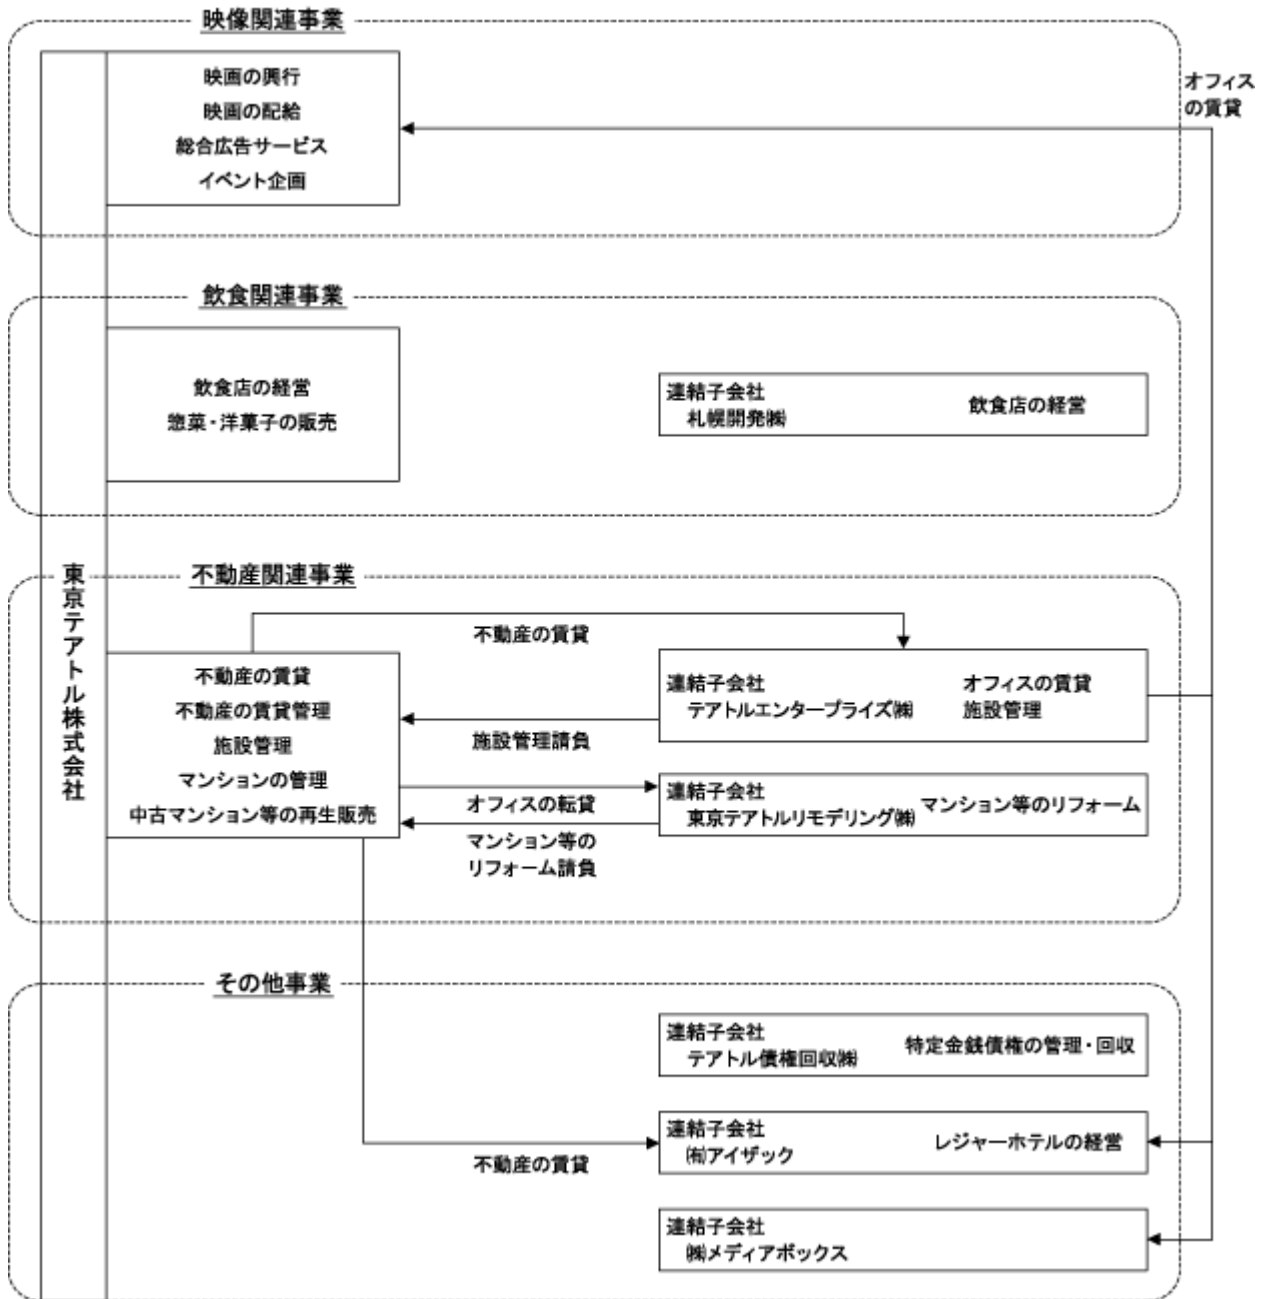 映像関連事業
映画の興行
映画の配給
総合広告サービス
イベント企画
オフィス
の賃貸
飲食関連事業
飲食店の経営
惣菜・洋菓子の販売
連結子会社
札幌開発㈱
飲食店の経営
東京テアトル株式会社
不動産関連事業
不動産の賃貸
不動産の賃貸
不動産の賃貸管理
施設管理
マンションの管理
中古マンション等の再生販売
施設管理請負
オフィスの転貸
マンション等の
リフォーム請負
連結子会社
テアトルエンタープライズ㈱
オフィスの賃貸
施設管理
連結子会社
東京テアトルリモデリング㈱
マンション等のリフォーム
その他事業
連結子会社
テアトル債権回収㈱
特定金銭債権の管理・回収
不動産の賃貸
連結子会社
㈲アイザック
レジャーホテルの経営
連結子会社
㈱メディアボックス